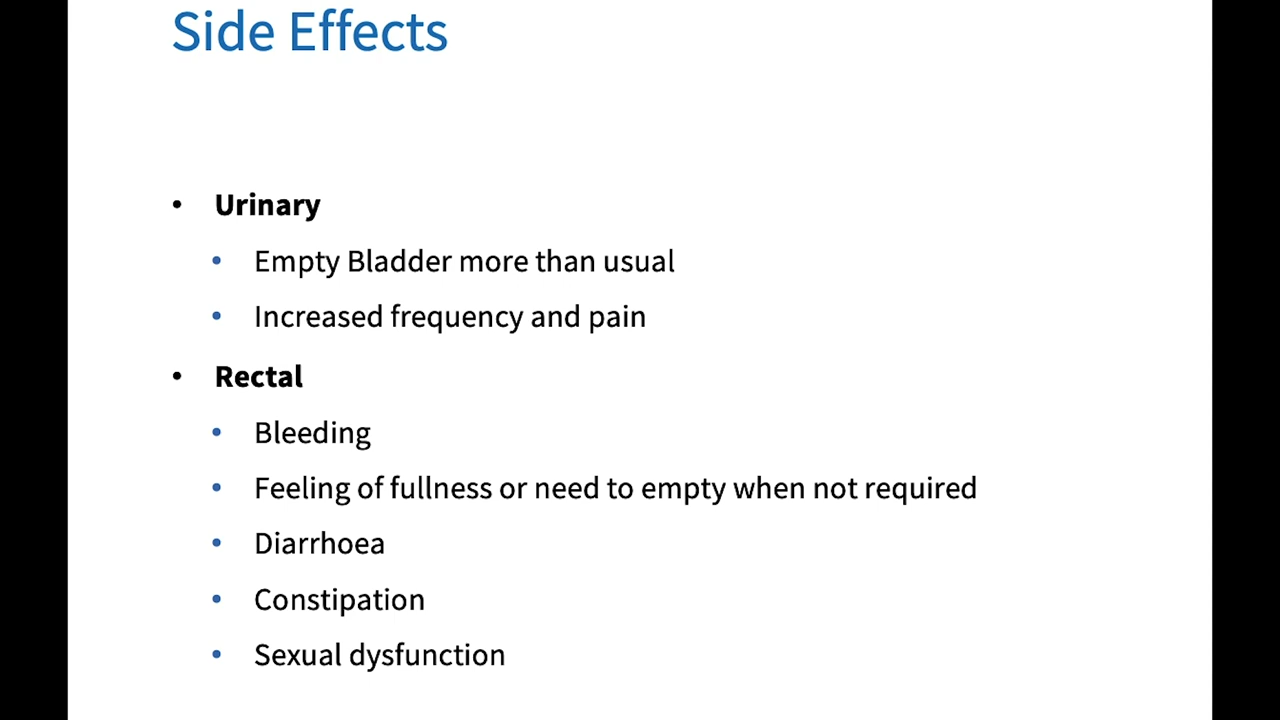 Side Effects
• Urinary
• Empty Bladder more than usual
• Increased frequency and pain
• Rectal
• Bleeding
• Feeling of fullness or need to empty when not required
• Diarrhoea
• Constipation
• Sexual dysfunction